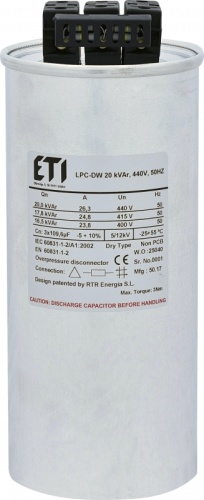 ETI
LPC-DW 20 kVAr, 440V, 50HZ
Qn A Un Hz
20,0 kVAr 26,3 440 V 50
17,8 kVAr 24,8 415 V 50
16,5 kVAr 23,8 400 V 50
Cn: 3x109,6µF -5 + 10% 5/12kV -25+55 °C
IEC 60831-1-2/A1:2002 Dry Type Non PCB
EN 60831-1-2 W.O :25040
Overpressure disconnector Sr.No.0001
CE Mfg : 50.17
Design patented by RTR Energia S.L.
Max. Torque: 3Nm
CAUTION: DISCHARGE CAPACITOR BEFORE HANDLING